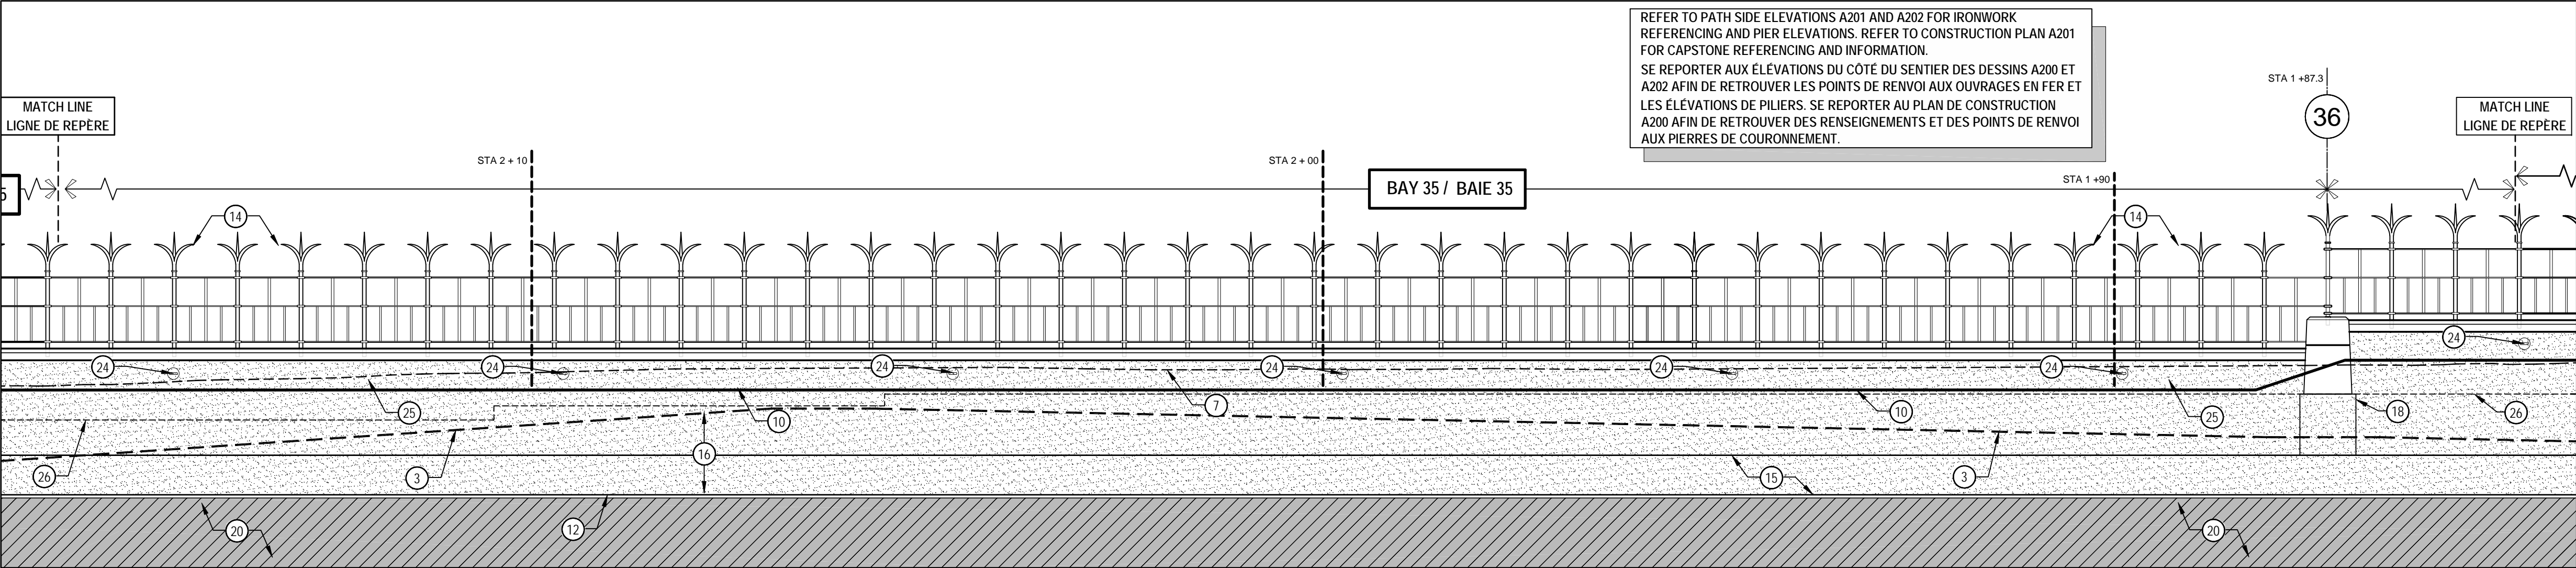 REFER TO PATH SIDE ELEVATIONS A201 AND A202 FOR IRONWORK
REFERENCING AND PIER ELEVATIONS. REFER TO CONSTRUCTION PLAN A201
FOR CAPSTONE REFERENCING AND INFORMATION.
SE REPORTER AUX ÉLÉVATIONS DU CÔTÉ DU SENTIER DES DESSINS A200 ET
A202 AFIN DE RETROUVER LES POINTS DE RENVOI AUX OUVRAGES EN FER ET
LES ÉLÉVATIONS DE PILIERS. SE REPORTER AU PLAN DE CONSTRUCTION
A200 AFIN DE RETROUVER DES RENSEIGNEMENTS ET DES POINTS DE RENVOI
AUX PIERRES DE COURONNEMENT.
STA 1 +87.3
36
MATCH LINE
LIGNE DE REPÈRE
MATCH LINE
LIGNE DE REPÈRE
STA 2 + 10
STA 2 + 00
STA 1 +90
5
BAY 35 / BAIE 35
14
14
24
24
24
24
24
24
24
25
10
7
10
25
18
26
26
3
16
15
3
20
12
20